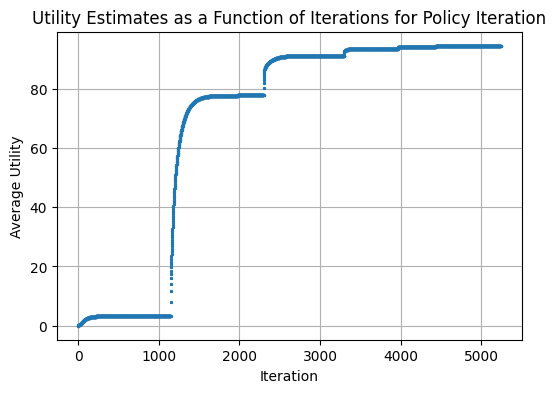 Utility Estimates as a Function of Iterations for Policy Iteration
Average Utility
80
60
40
20
0
0 1000 2000 3000 4000 5000
Iteration